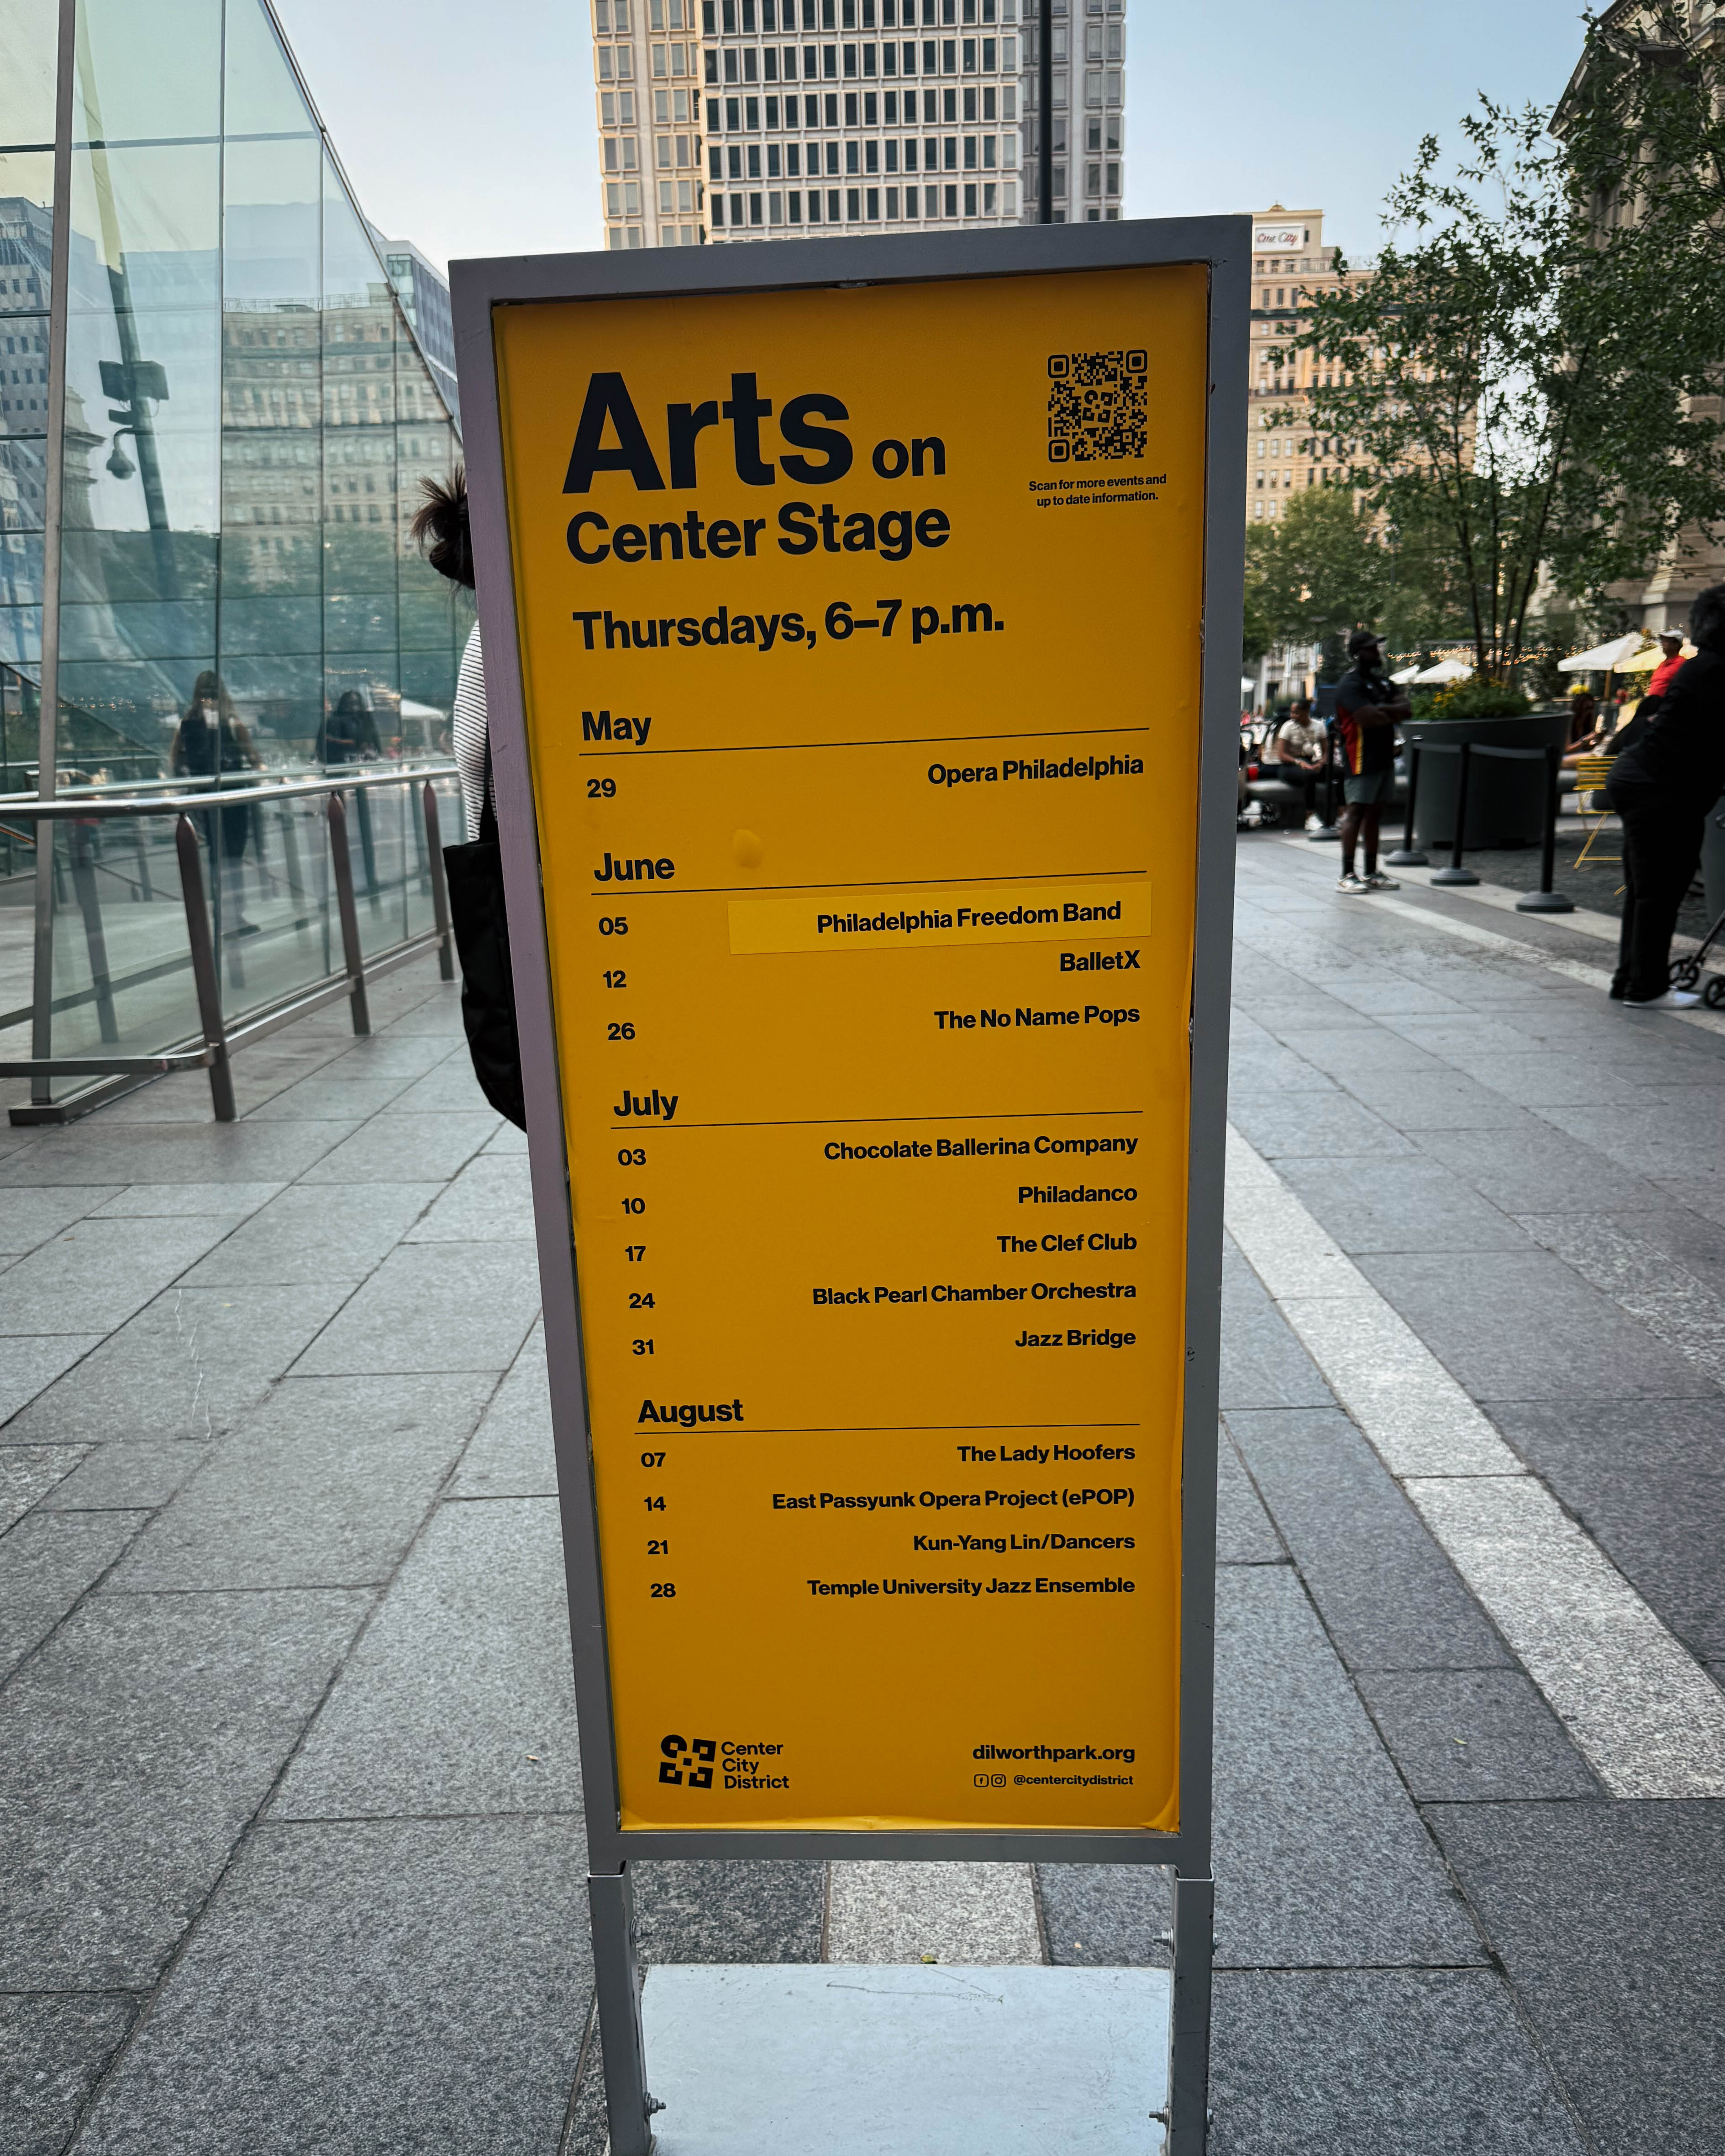 Arts on
Center Stage
Scan for more events and
up to date information.
Thursdays, 6–7 p.m.
May
29 Opera Philadelphia
June
05 Philadelphia Freedom Band
12 BalletX
26 The No Name Pops
July
03 Chocolate Ballerina Company
10 Philadanco
17 The Clef Club
24 Black Pearl Chamber Orchestra
31 Jazz Bridge
August
07 The Lady Hoofers
14 East Passyunk Opera Project (ePOP)
21 Kun-Yang Lin/Dancers
28 Temple University Jazz Ensemble
Center
City
District
dilworthpark.org
@centercitydistrict